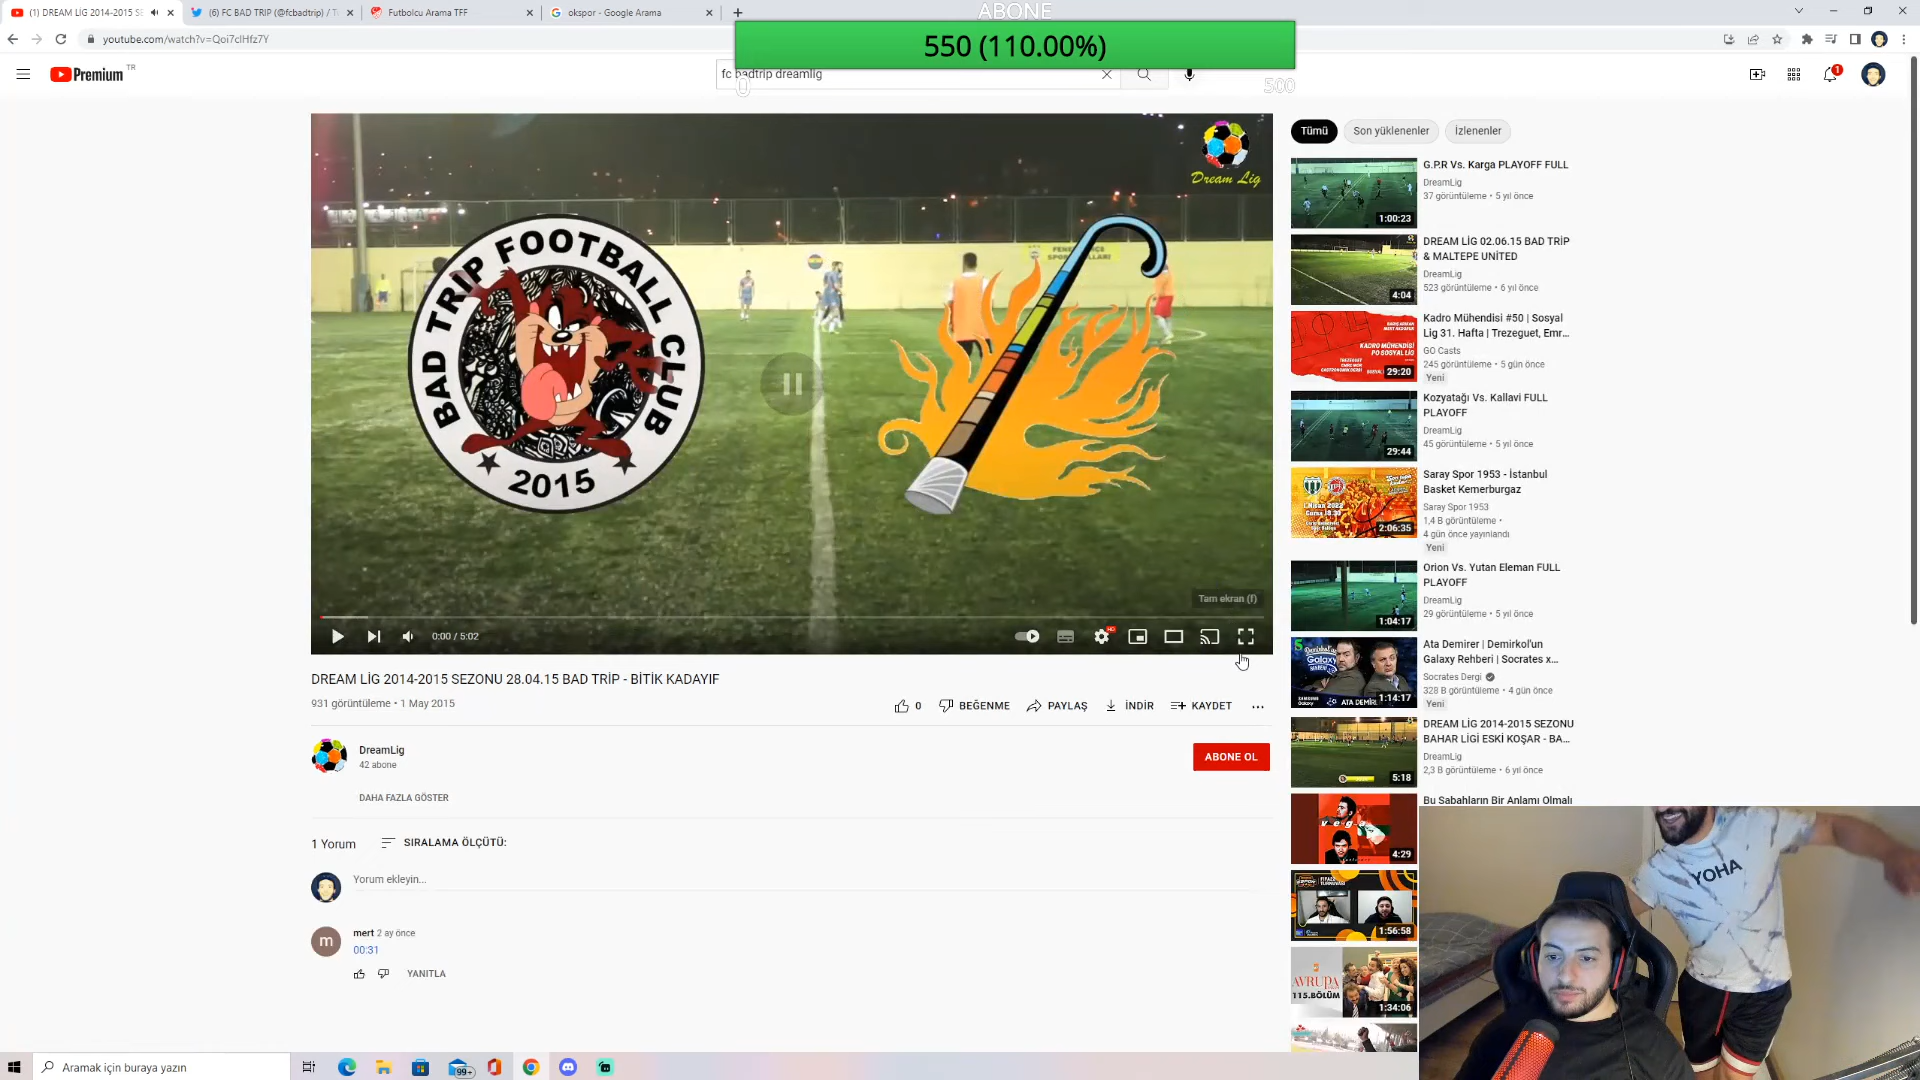 (1) DREAM LİG 2014-2015 SE
(6) FC BAD TRIP (@fcbadtrip) / T
Futbolcu Arama TFF
okspor - Google Arama
ABONE
550 (110.00%)
0
500
youtube.com/watch?v=Qoi7clHfz7Y
Premium TR
fc badtrip dreamlig
1
BAD TRIP FOOTBALL CLUB
2015
Dream Lig
Tam ekran (f)
0:00 / 5:02
HD
DREAM LİG 2014-2015 SEZONU 28.04.15 BAD TRİP - BİTİK KADAYIF
931 görüntüleme • 1 May 2015
0
BEĞENME
PAYLAŞ
İNDİR
KAYDET
DreamLig
42 abone
ABONE OL
DAHA FAZLA GÖSTER
1 Yorum
SIRALAMA ÖLÇÜTÜ:
Yorum ekleyin...
m
mert 2 ay önce
00:31
YANITLA
Tümü
Son yüklenenler
İzlenenler
G.P.R Vs. Karga PLAYOFF FULL
DreamLig
37 görüntüleme • 5 yıl önce
1:00:23
DREAM LİG 02.06.15 BAD TRİP
& MALTEPE UNİTED
DreamLig
523 görüntüleme • 6 yıl önce
4:04
Kadro Mühendisi #50 | Sosyal
Lig 31. Hafta | Trezeguet, Emr...
GO Casts
245 görüntüleme • 5 gün önce
Yeni
KADRO MÜHENDİSİ
29:20
Kozyatağı Vs. Kallavi FULL
PLAYOFF
DreamLig
45 görüntüleme • 5 yıl önce
29:44
Saray Spor 1953 - İstanbul
Basket Kemerburgaz
Saray Spor 1953
1,4 B görüntüleme •
4 gün önce yayınlandı
Yeni
2:06:35
Orion Vs. Yutan Eleman FULL
PLAYOFF
DreamLig
29 görüntüleme • 5 yıl önce
1:04:17
Ata Demirer | Demirkol'un
Galaxy Rehberi | Socrates x...
Socrates Dergi
328 B görüntüleme • 4 gün önce
Yeni
ATA DEMİR
1:14:17
DREAM LİG 2014-2015 SEZONU
BAHAR LİGİ ESKİ KOŞAR - BA...
DreamLig
2,3 B görüntüleme • 6 yıl önce
5:18
Bu Sabahların Bir Anlamı Olmalı
4:29
1:56:58
AVRUPA
115.BÖLÜM
1:34:06
YOHA
Aramak için buraya yazın
99+